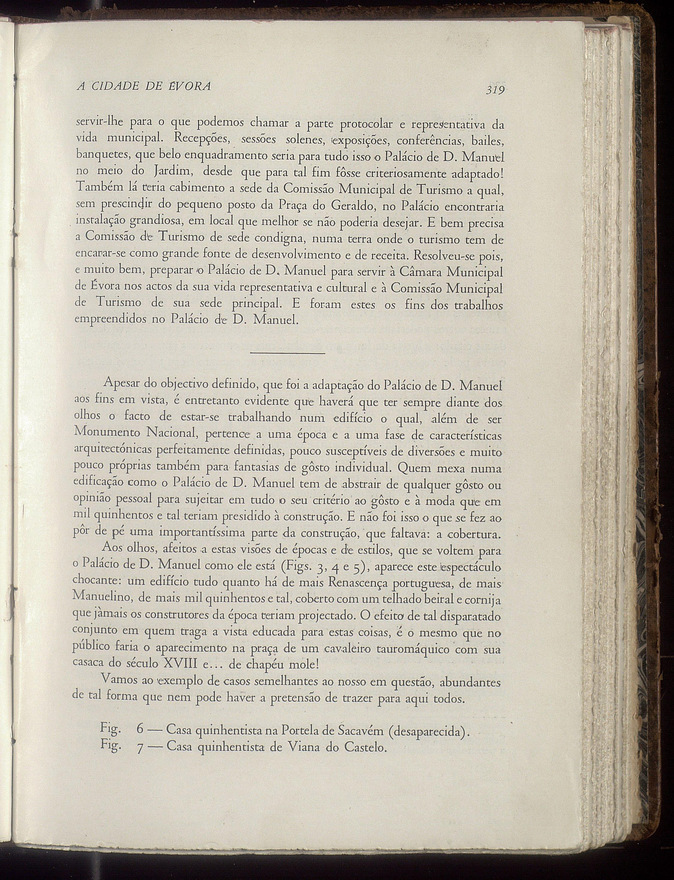 A CIDADE DE ÉVORA 319
servir-lhe para o que podemos chamar a parte protocolar e representativa da
vida municipal. Recepções, sessões solenes, exposições, conferências, bailes,
banquetes, que belo enquadramento seria para tudo isso o Palácio de D. Manuel
no meio do Jardim, desde que para tal fim fôsse criteriosamente adaptado!
Também lá teria cabimento a sede da Comissão Municipal de Turismo a qual,
sem prescindir do pequeno posto da Praça do Geraldo, no Palácio encontraria
instalação grandiosa, em local que melhor se não poderia desejar. E bem precisa
a Comissão de Turismo de sede condigna, numa terra onde o turismo tem de
encarar-se como grande fonte de desenvolvimento e de receita. Resolveu-se pois,
e muito bem, preparar o Palácio de D. Manuel para servir à Câmara Municipal
de Évora nos actos da sua vida representativa e cultural e à Comissão Municipal
de Turismo de sua sede principal. E foram estes os fins dos trabalhos
empreendidos no Palácio de D. Manuel.
Apesar do objectivo definido, que foi a adaptação do Palácio de D. Manuel
aos fins em vista, é entretanto evidente que haverá que ter sempre diante dos
olhos o facto de estar-se trabalhando num edifício o qual, além de ser
Monumento Nacional, pertence a uma época e a uma fase de características
arquitectónicas perfeitamente definidas, pouco susceptíveis de diversões e muito
pouco próprias também para fantasias de gôsto individual. Quem mexa numa
edificação como o Palácio de D. Manuel tem de abstrair de qualquer gôsto ou
opinião pessoal para sujeitar em tudo o seu critério ao gôsto e à moda que em
mil quinhentos e tal teriam presidido à construção. E não foi isso o que se fez ao
pôr de pé uma importantíssima parte da construção, que faltava: a cobertura.
Aos olhos, afeitos a estas visões de épocas e de estilos, que se voltem para
o Palácio de D. Manuel como ele está (Figs. 3, 4 e 5), aparece este espectáculo
chocante: um edifício tudo quanto há de mais Renascença portuguesa, de mais
Manuelino, de mais mil quinhentos e tal, coberto com um telhado beiral e cornija
que jàmais os construtores da época teriam projectado. O efeito de tal disparatado
conjunto em quem traga a vista educada para estas coisas, é o mesmo que no
público faria o aparecimento na praça de um cavaleiro tauromáquico com sua
casaca do século XVIII e... de chapéu mole!
Vamos ao exemplo de casos semelhantes ao nosso em questão, abundantes
de tal forma que nem pode haver a pretensão de trazer para aqui todos.
Fig. 6 — Casa quinhentista na Portela de Sacavém (desaparecida).
Fig. 7 — Casa quinhentista de Viana do Castelo.